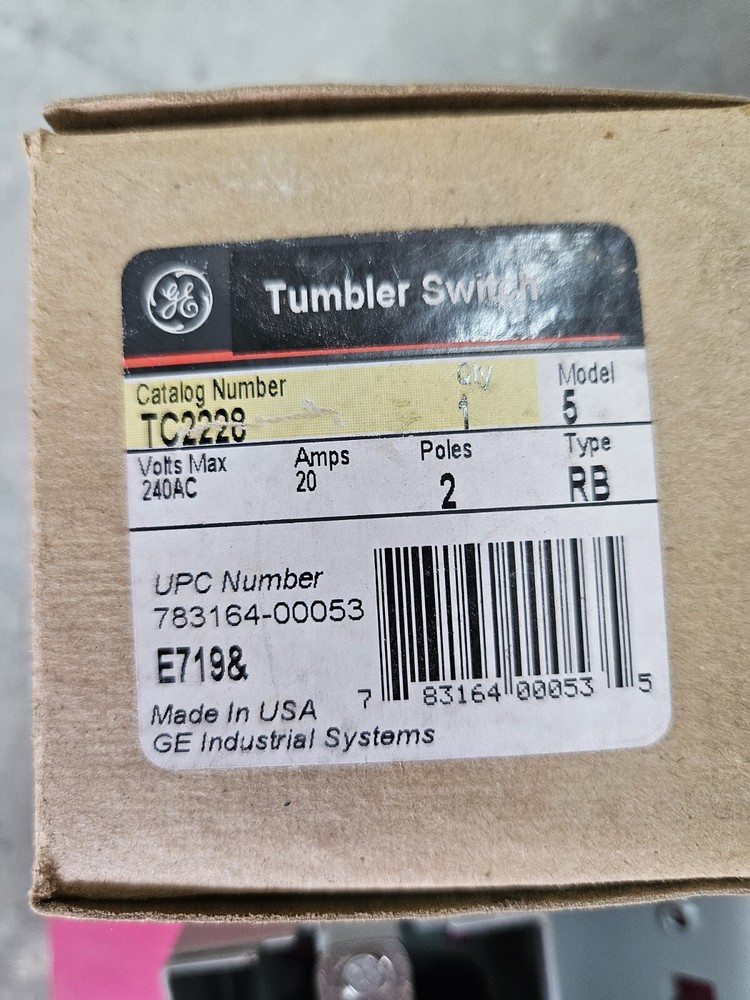 GE
Tumbler Switch
Catalog Number Qty Model
TC2228 1 5
Volts Max Amps Poles Type
240AC 20 2 RB
UPC Number
783164-00053
E719&
7 83164 00053 5
Made In USA
GE Industrial Systems